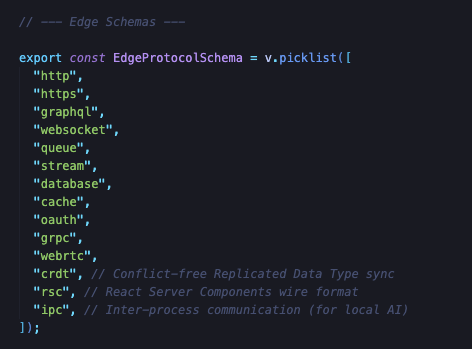 // --- Edge Schemas ---
export const EdgeProtocolSchema = v.picklist([
"http",
"https",
"graphql",
"websocket",
"queue",
"stream",
"database",
"cache",
"oauth",
"grpc",
"webrtc",
"crdt", // Conflict-free Replicated Data Type sync
"rsc", // React Server Components wire format
"ipc", // Inter-process communication (for local AI)
]);